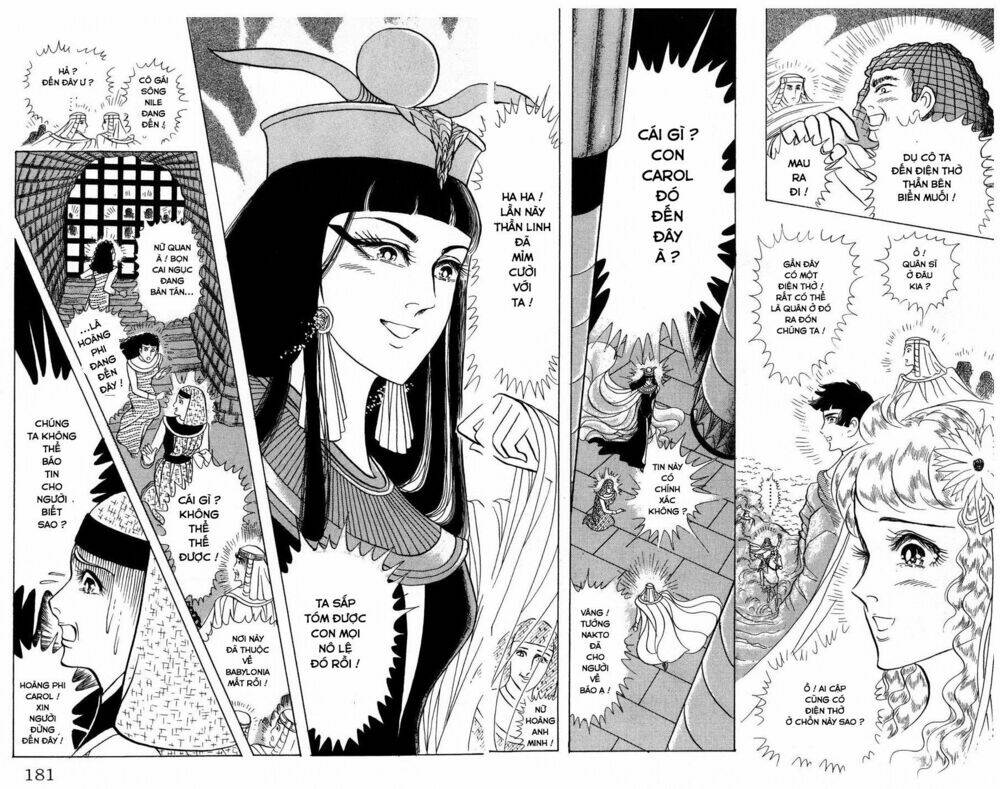 DỤ CÔ TA
ĐẾN ĐIỆN THỜ
THẦN BÊN
BIỂN MUỐI !
MAU
RA
ĐI !
Ồ !
QUÂN SĨ
Ở ĐÂU
KIA ?
GẦN ĐÂY
CÓ MỘT
ĐIỆN THỜ !
RẤT CÓ THỂ
LÀ QUÂN Ở ĐÓ
RA ĐÓN
CHÚNG TA !
Ồ ! AI CẬP
CŨNG CÓ
ĐIỆN THỜ
Ở CHỐN NÀY SAO ?
CÁI GÌ ?
CON
CAROL
ĐÓ
ĐẾN
ĐÂY
Ã ?
TIN NÀY
CÓ
CHÍNH
XÁC
KHÔNG ?
VÂNG !
TƯỚNG
NAKTO
ĐÃ
CHO
NGƯỜI
VỀ
BÁO Ạ !
HA HA !
LẦN NÀY
THẦN LINH
ĐÃ
MỈM
CƯỜI
VỚI
TA !
NỮ
HOÀNG
ANH
MINH !
TA SẮP
TÓM ĐƯỢC
CON MỌI
NÔ LỆ
ĐÓ RỒI !
CÔ GÁI
SÔNG
NILE
ĐANG
ĐẾN !
HẢ ?
ĐẾN ĐÂY Ư ?
NỮ QUAN
Ã ! BỌN
CAI NGỤC
ĐANG
BÀN TÁN...
...LÀ
HOÀNG
PHI
ĐANG
ĐẾN
ĐÂY !
CÁI GÌ ?
KHÔNG
THỂ
THẾ
ĐƯỢC !
NƠI NÀY
ĐÃ THUỘC
VỀ
BABYLONIA
MẤT RỒI !
CHÚNG
TA KHÔNG
THỂ
BÁO
TIN
CHO
NGƯỜI
BIẾT
SAO ?
HOÀNG PHI
CAROL !
XIN
NGƯỜI
ĐỪNG
ĐẾN ĐÂY !
181